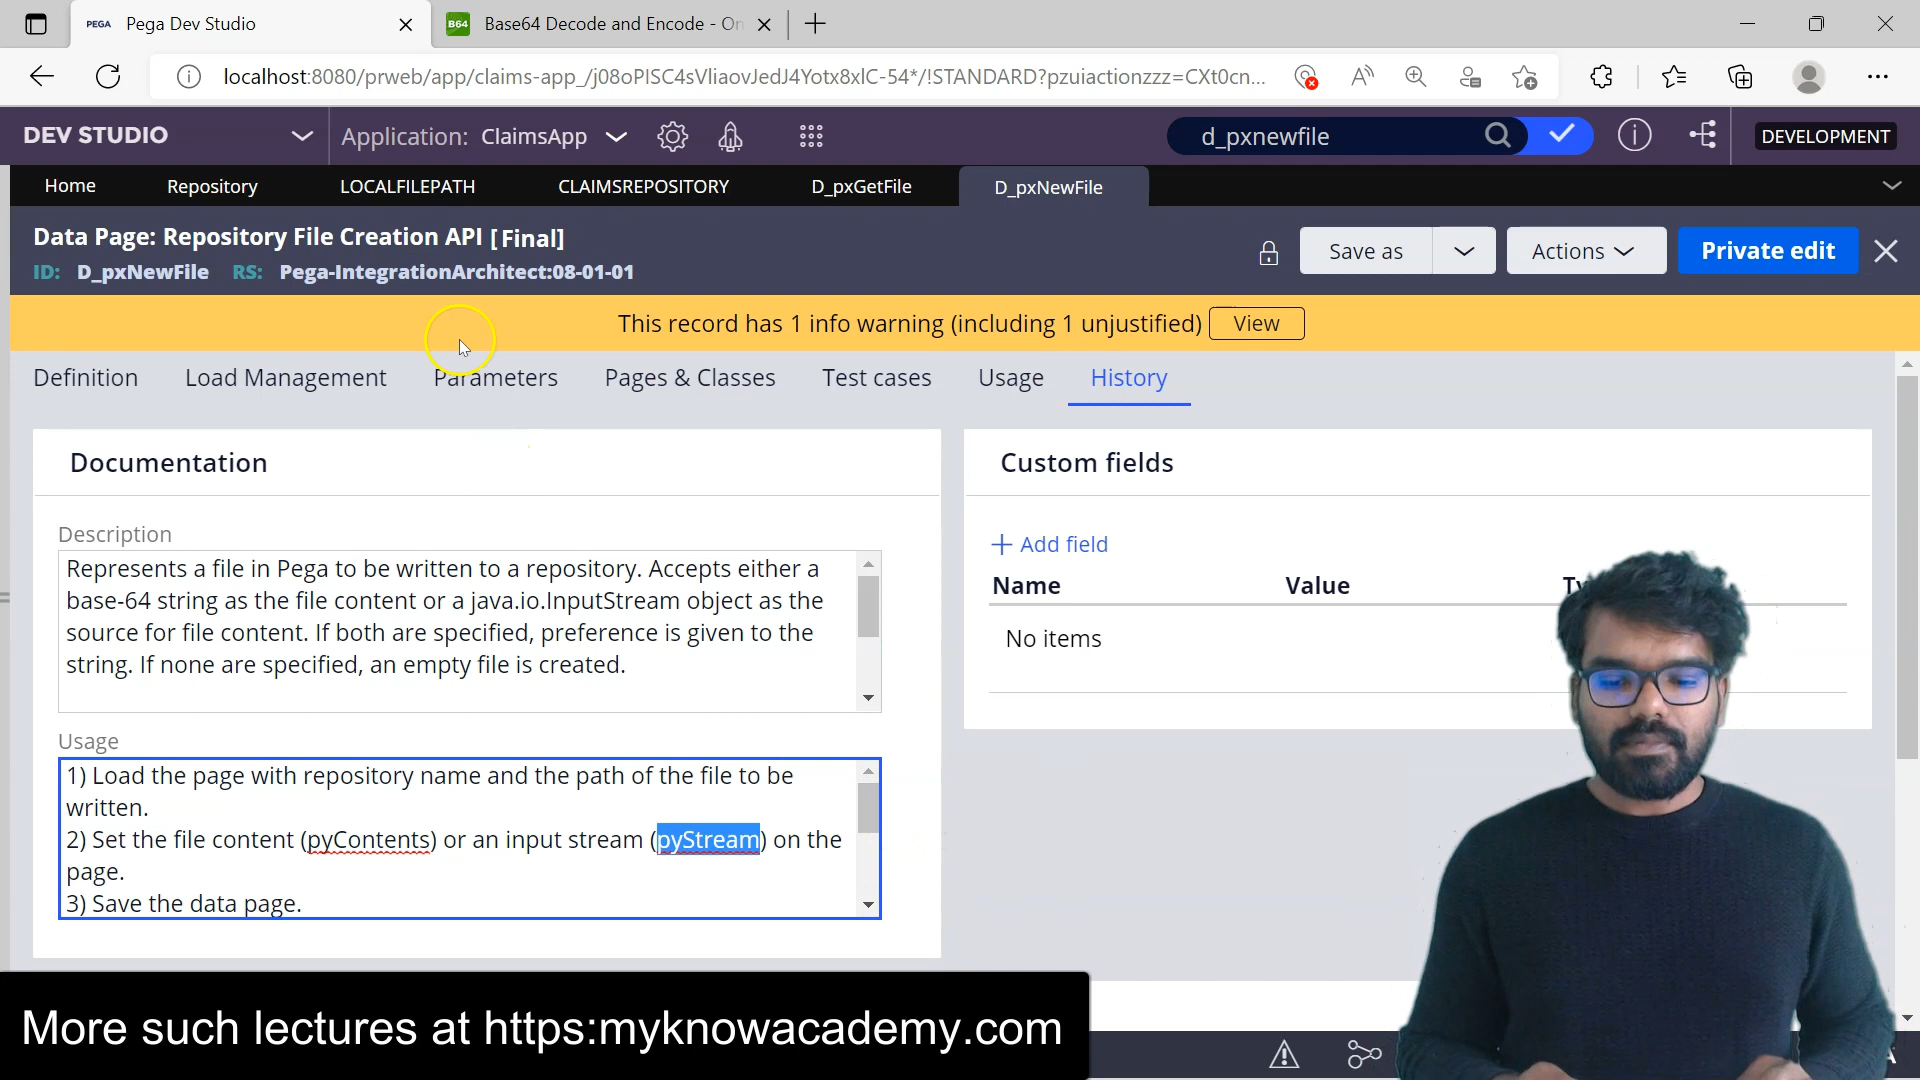 PEGA Pega Dev Studio
B64 Base64 Decode and Encode - On
localhost:8080/prweb/app/claims-app_/j08oPISC4sVliaovJedJ4Yotx8xlC-54*/!STANDARD?pzuiactionzzz=CXt0cn...
DEV STUDIO
Application: ClaimsApp
d_pxnewfile
DEVELOPMENT
Home
Repository
LOCALFILEPATH
CLAIMSREPOSITORY
D_pxGetFile
D_pxNewFile
Data Page: Repository File Creation API [Final]
ID: D_pxNewFile RS: Pega-IntegrationArchitect:08-01-01
Save as
Actions
Private edit
This record has 1 info warning (including 1 unjustified) View
Definition
Load Management
Parameters
Pages & Classes
Test cases
Usage
History
Documentation
Description
Represents a file in Pega to be written to a repository. Accepts either a
base-64 string as the file content or a java.io.InputStream object as the
source for file content. If both are specified, preference is given to the
string. If none are specified, an empty file is created.
Usage
1) Load the page with repository name and the path of the file to be
written.
2) Set the file content (pyContents) or an input stream (pyStream) on the
page.
3) Save the data page.
Custom fields
Add field
Name Value
No items
More such lectures at https:myknowacademy.com